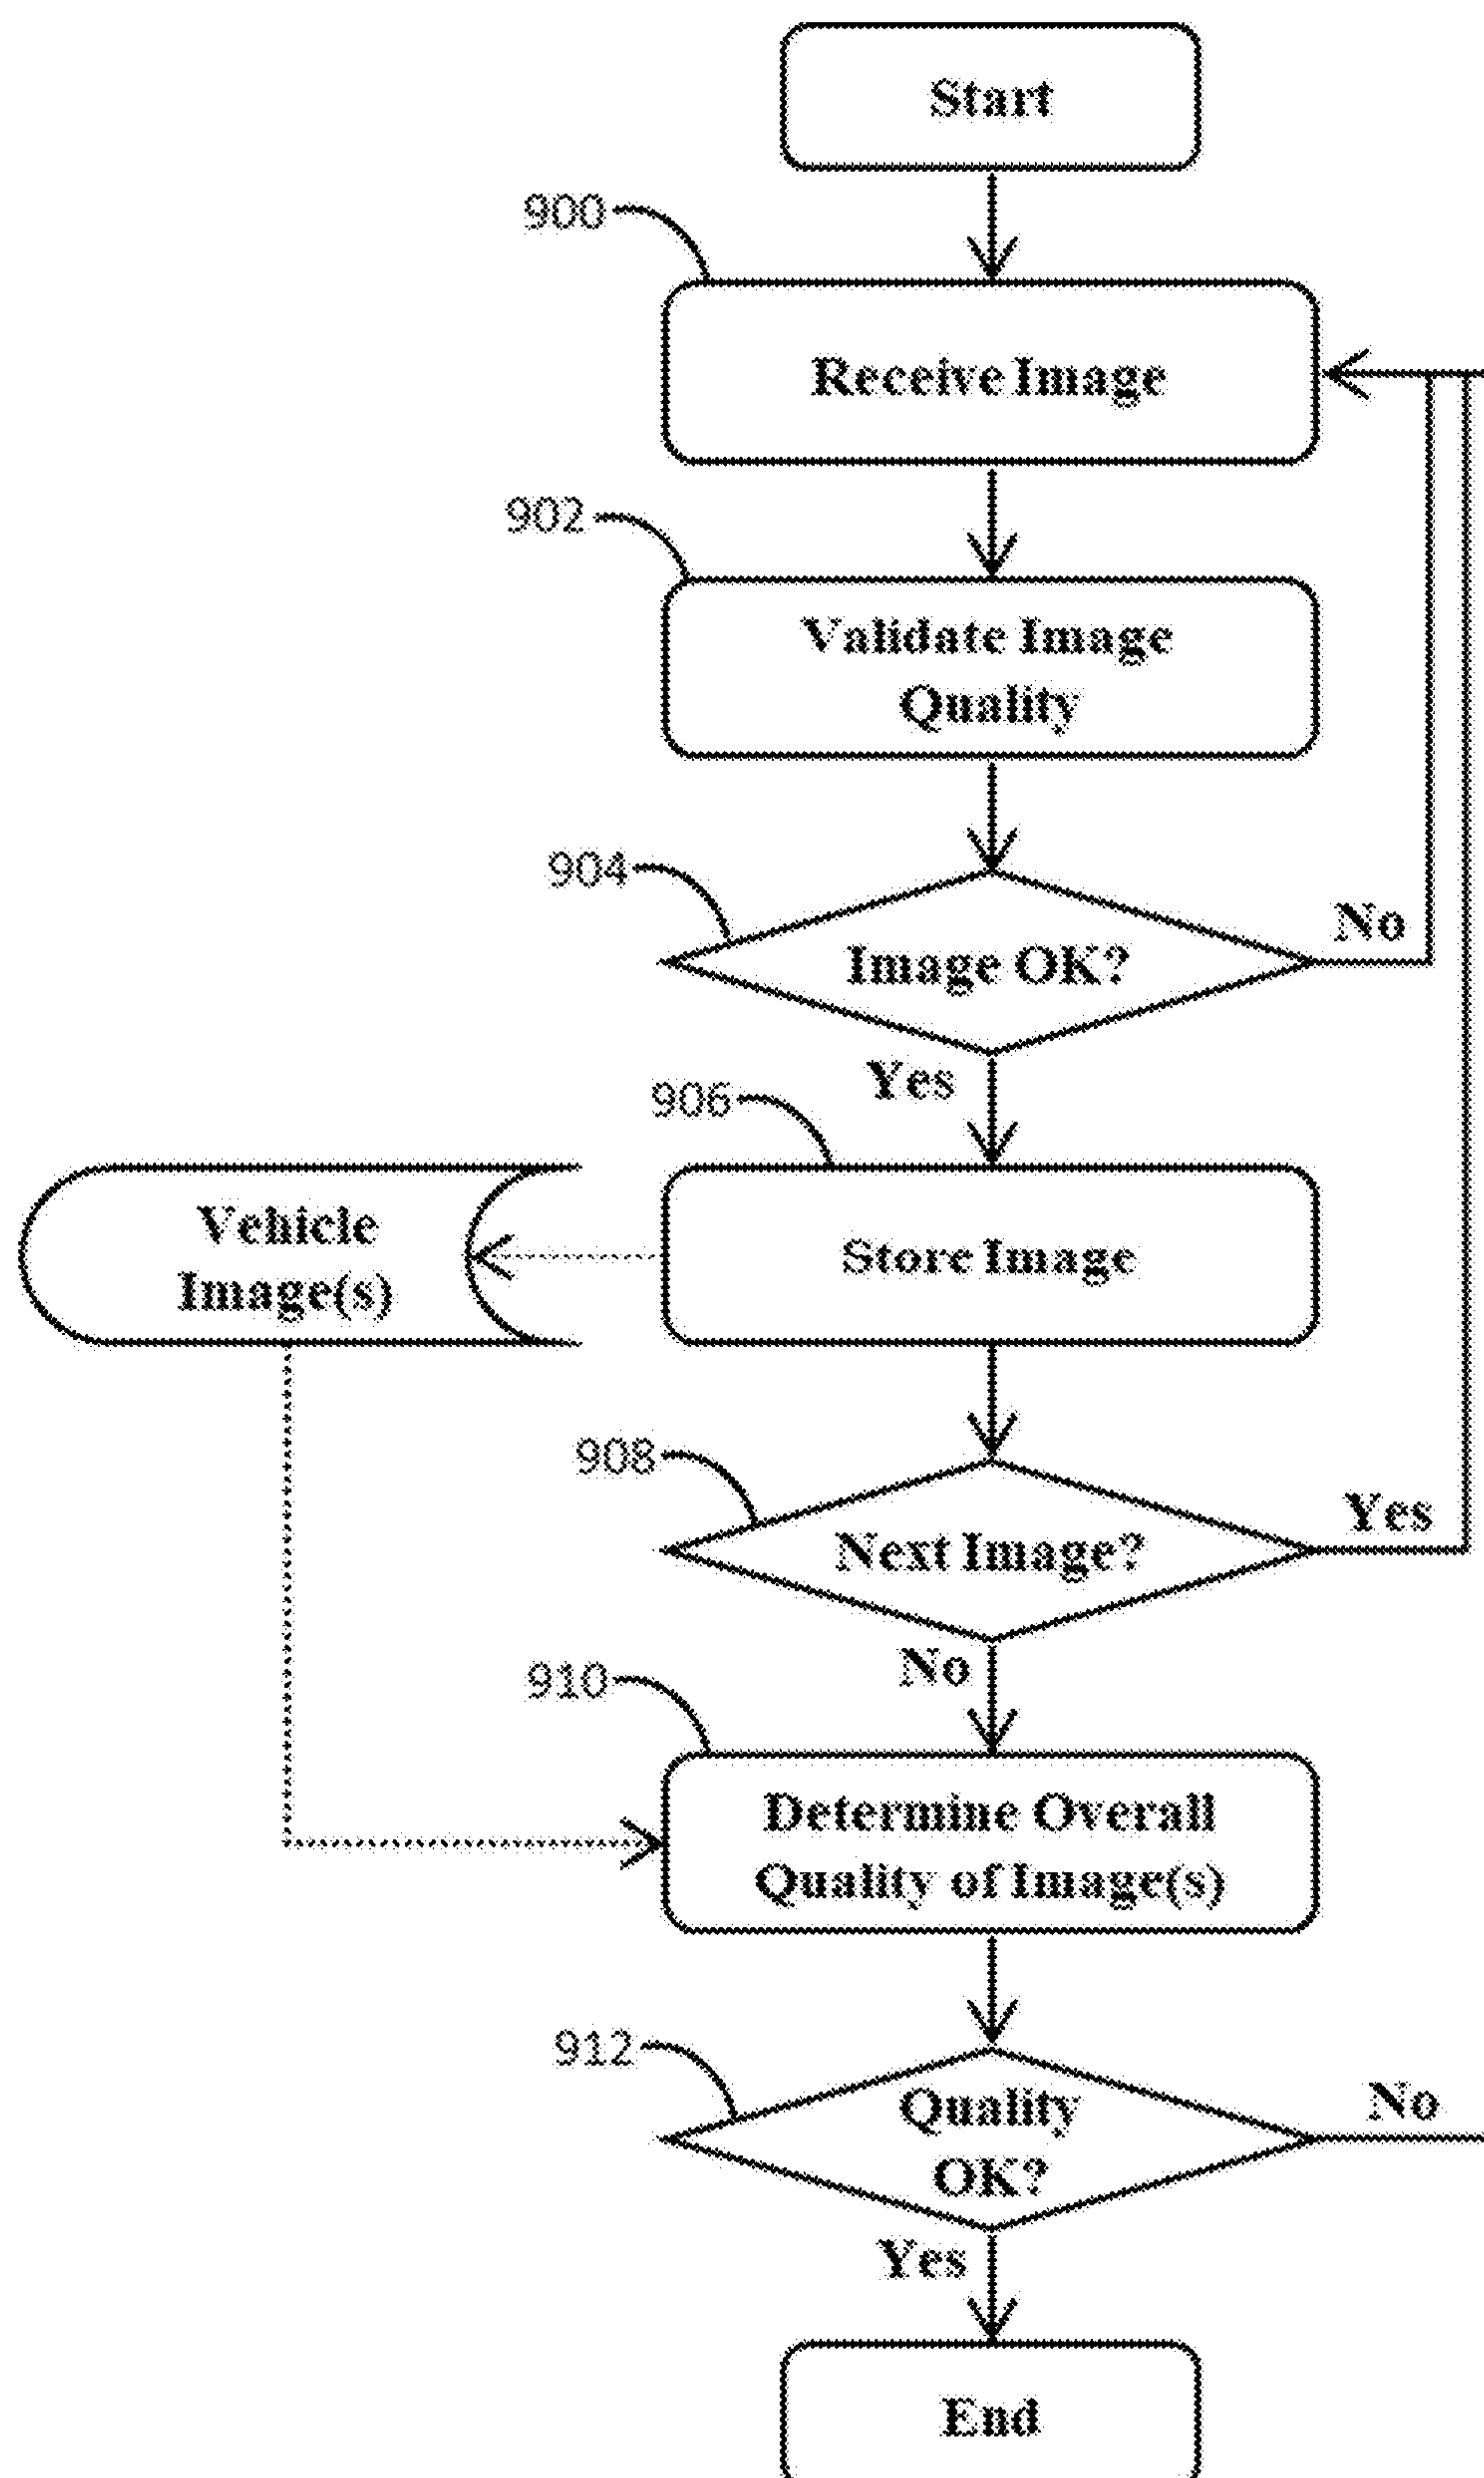 Start
900
Receive Image
902
Validate Image
Quality
904
Image OK?
No
Yes
906
Vehicle
Image(s)
Store Image
908
Next Image?
Yes
No
910
Determine Overall
Quality of Image(s)
912
Quality
OK?
No
Yes
End